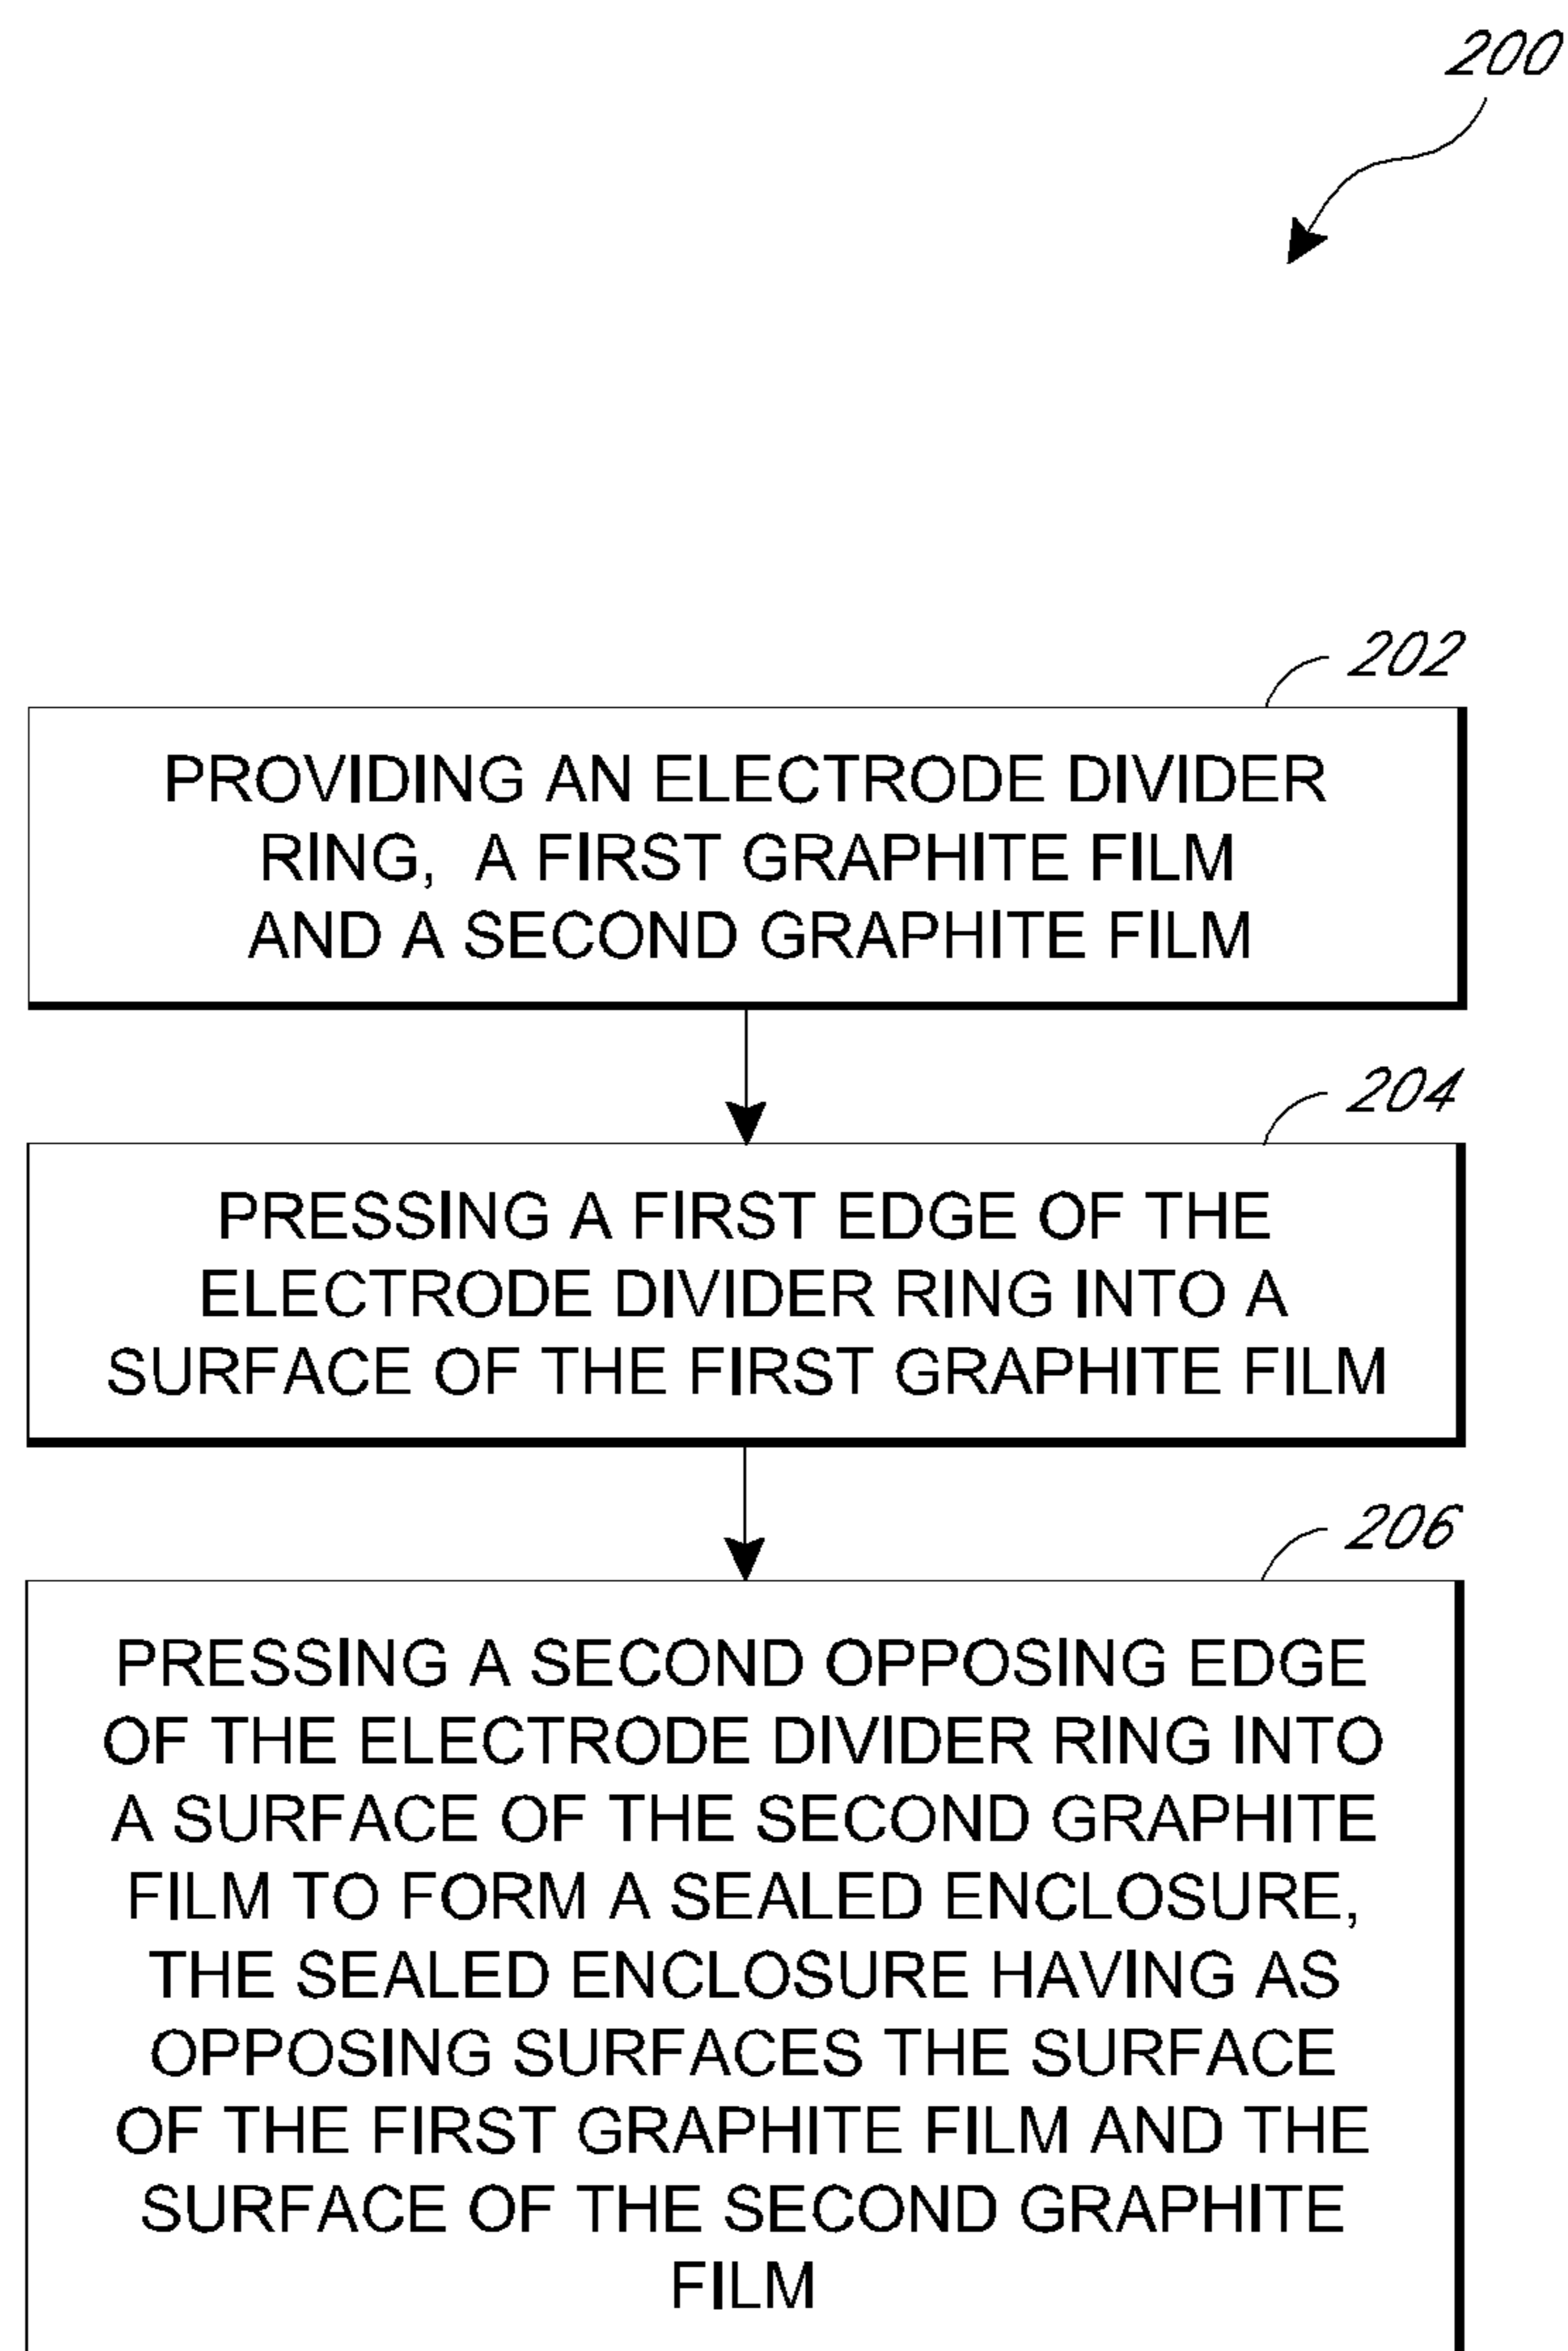 200
202
PROVIDING AN ELECTRODE DIVIDER
RING, A FIRST GRAPHITE FILM
AND A SECOND GRAPHITE FILM
204
PRESSING A FIRST EDGE OF THE
ELECTRODE DIVIDER RING INTO A
SURFACE OF THE FIRST GRAPHITE FILM
206
PRESSING A SECOND OPPOSING EDGE
OF THE ELECTRODE DIVIDER RING INTO
A SURFACE OF THE SECOND GRAPHITE
FILM TO FORM A SEALED ENCLOSURE,
THE SEALED ENCLOSURE HAVING AS
OPPOSING SURFACES THE SURFACE
OF THE FIRST GRAPHITE FILM AND THE
SURFACE OF THE SECOND GRAPHITE
FILM